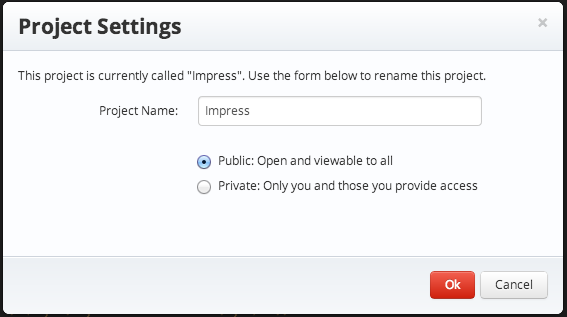 Project Settings
×
This project is currently called "Impress". Use the form below to rename this project.
Project Name:
Impress
Public: Open and viewable to all
Private: Only you and those you provide access
Ok
Cancel